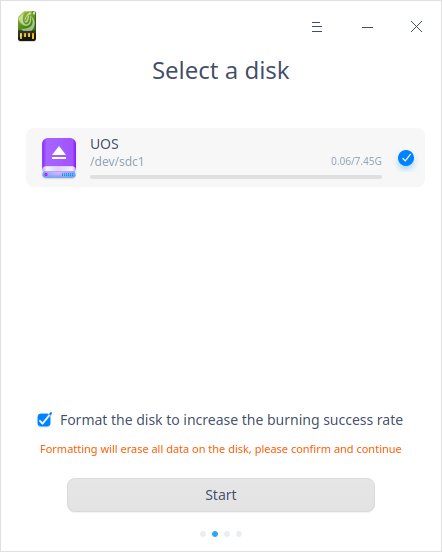 Select a disk
UOS
/dev/sdc1
0.06/7.45G
Format the disk to increase the burning success rate
Formatting will erase all data on the disk, please confirm and continue
Start